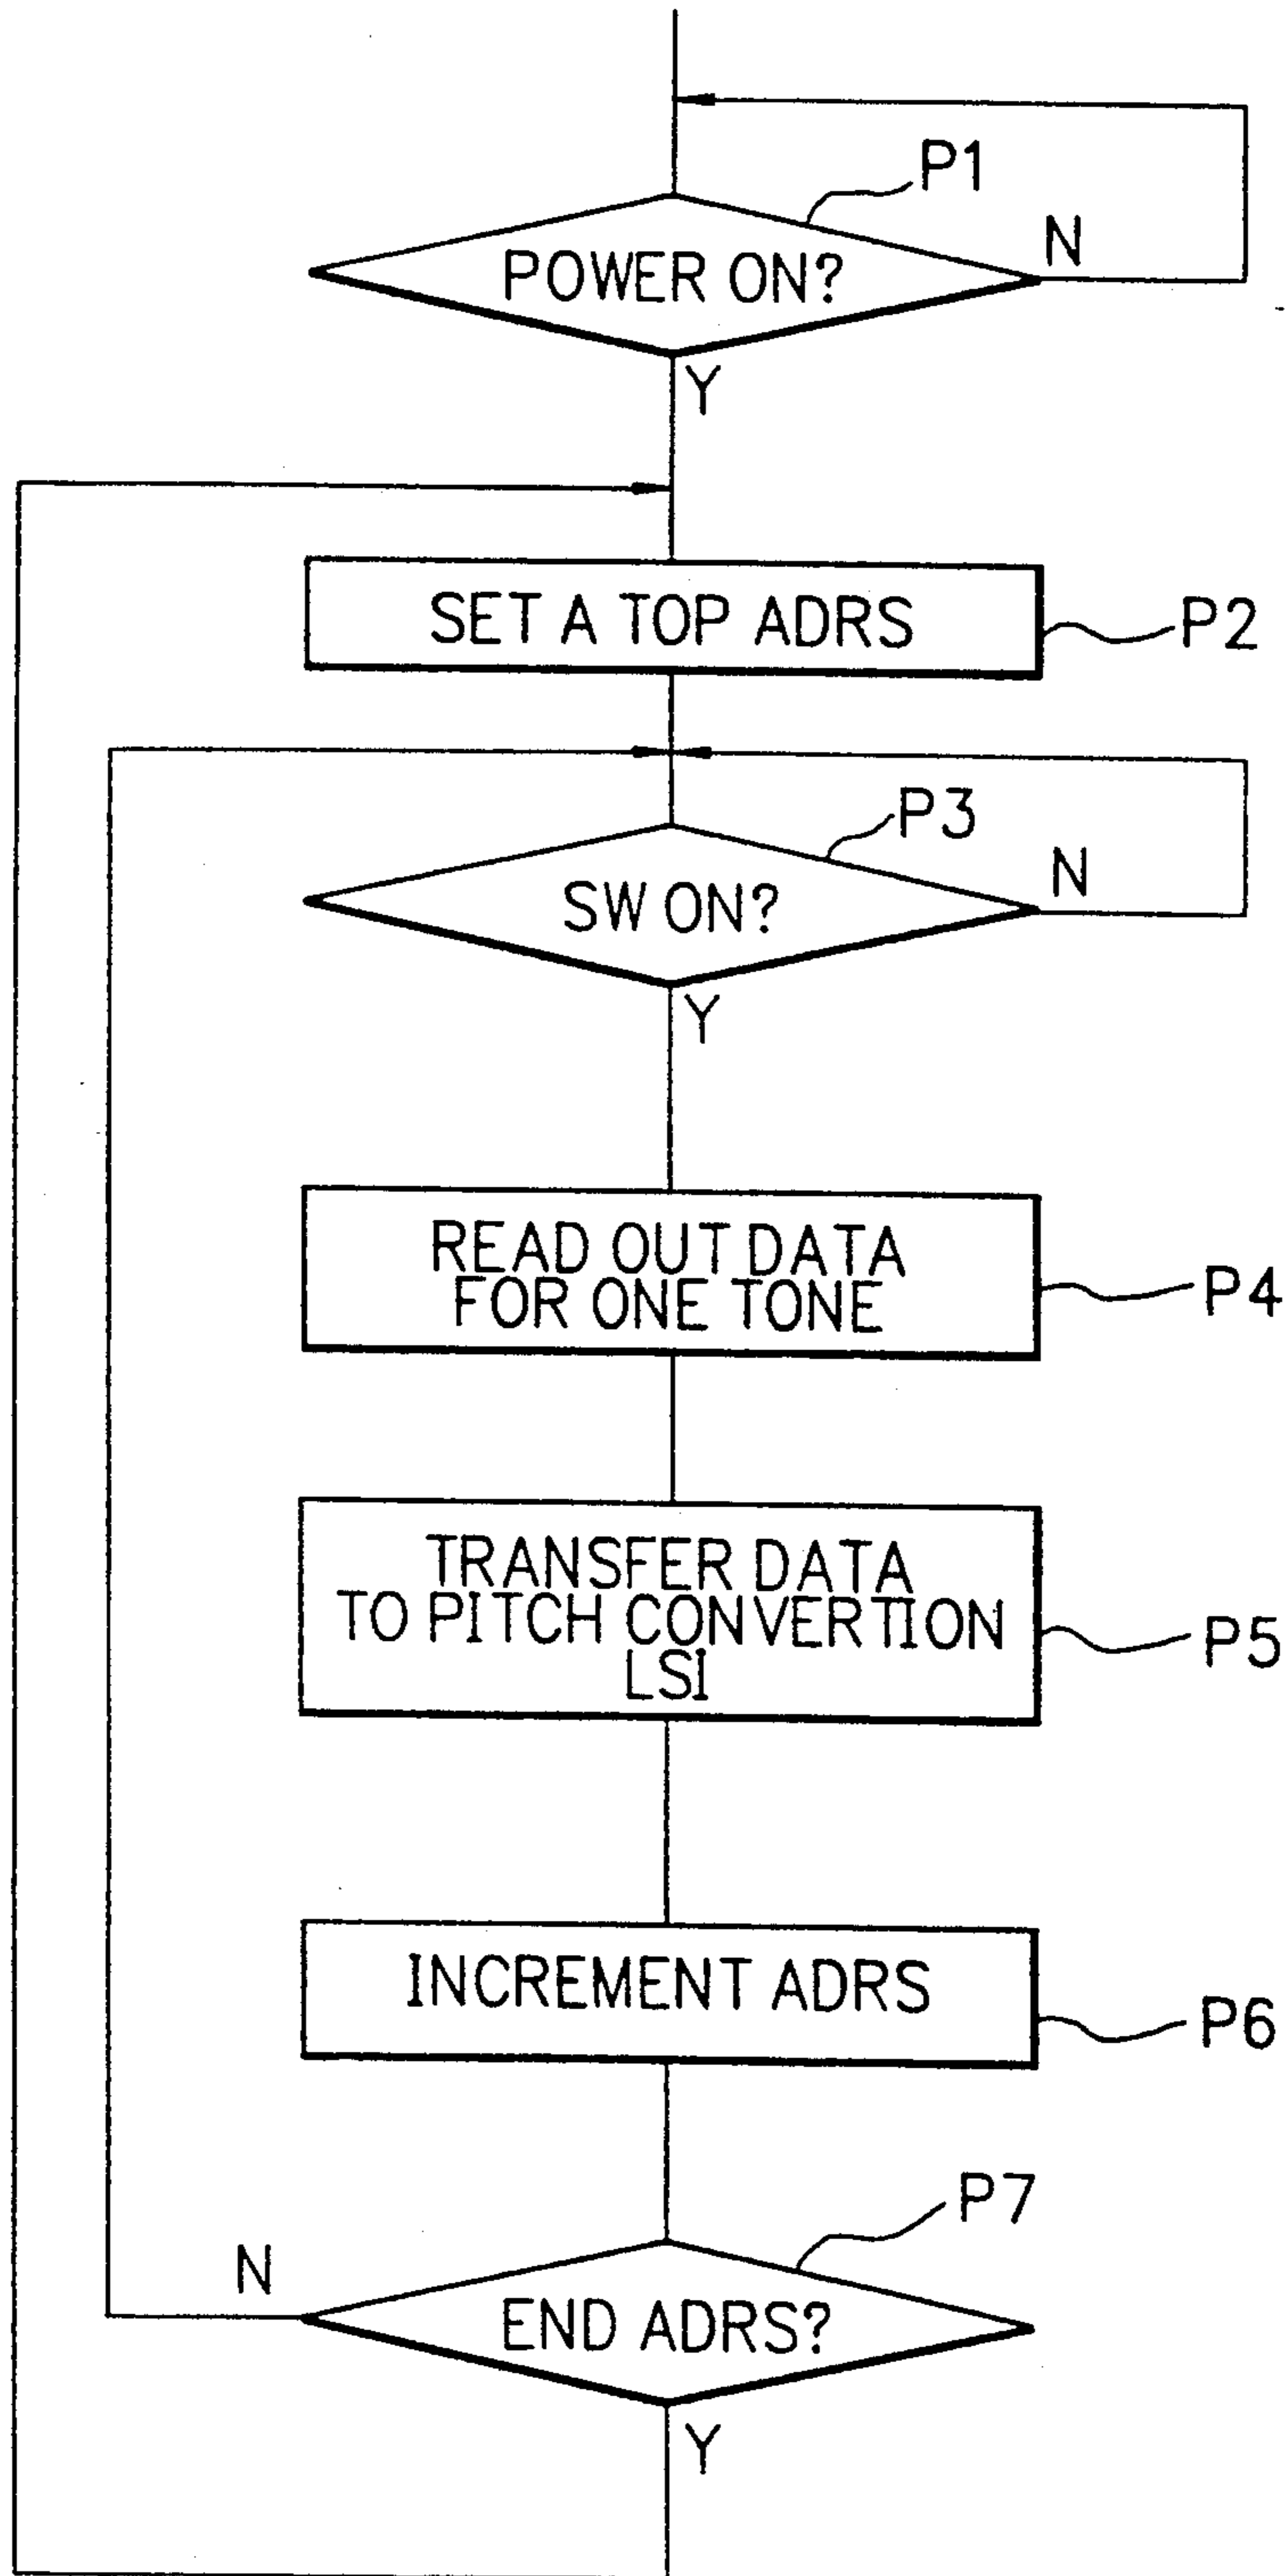 P1
POWER ON?
N
Y
SET A TOP ADRS
P2
P3
SW ON?
N
Y
READ OUT DATA
FOR ONE TONE
P4
TRANSFER DATA
TO PITCH CONVERTION
LSI
P5
INCREMENT ADRS
P6
P7
N
END ADRS?
Y